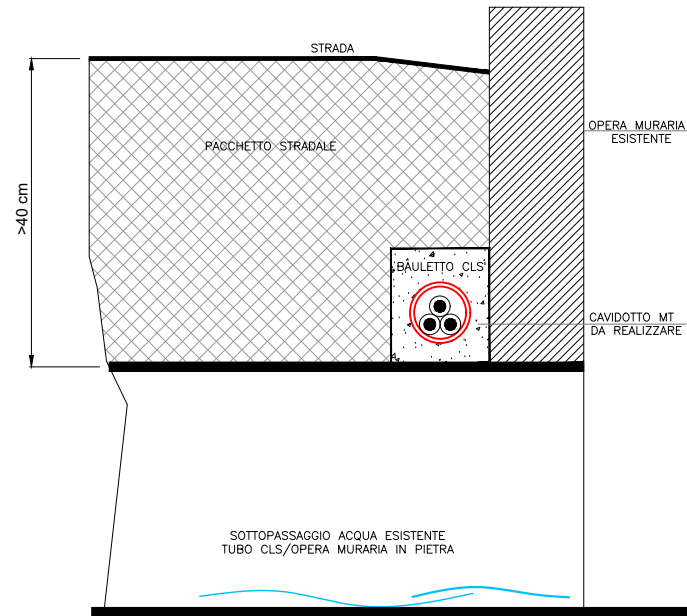 STRADA
OPERA MURARIA
ESISTENTE
PACCHETTO STRADALE
>40 cm
BAULETTO CLS
CAVIDOTTO MT
DA REALIZZARE
SOTTOPASSAGGIO ACQUA ESISTENTE
TUBO CLS/OPERA MURARIA IN PIETRA